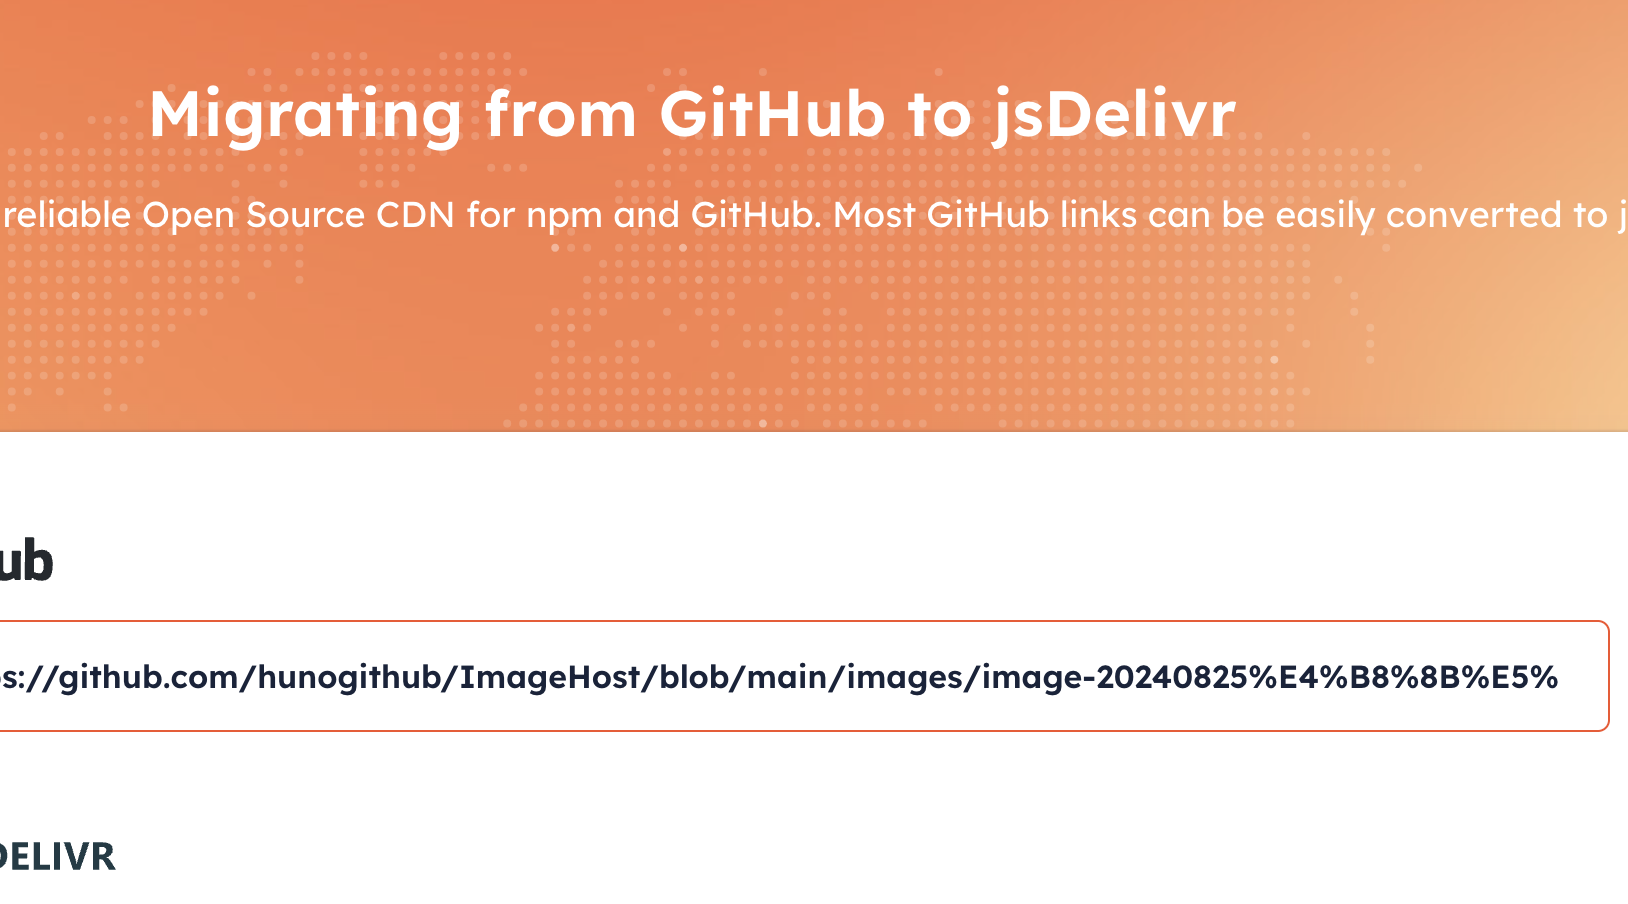 Migrating from GitHub to jsDelivr
reliable Open Source CDN for npm and GitHub. Most GitHub links can be easily converted to j
ub
s://github.com/hunogithub/ImageHost/blob/main/images/image-20240825%E4%B8%8B%E5%
DELIVR